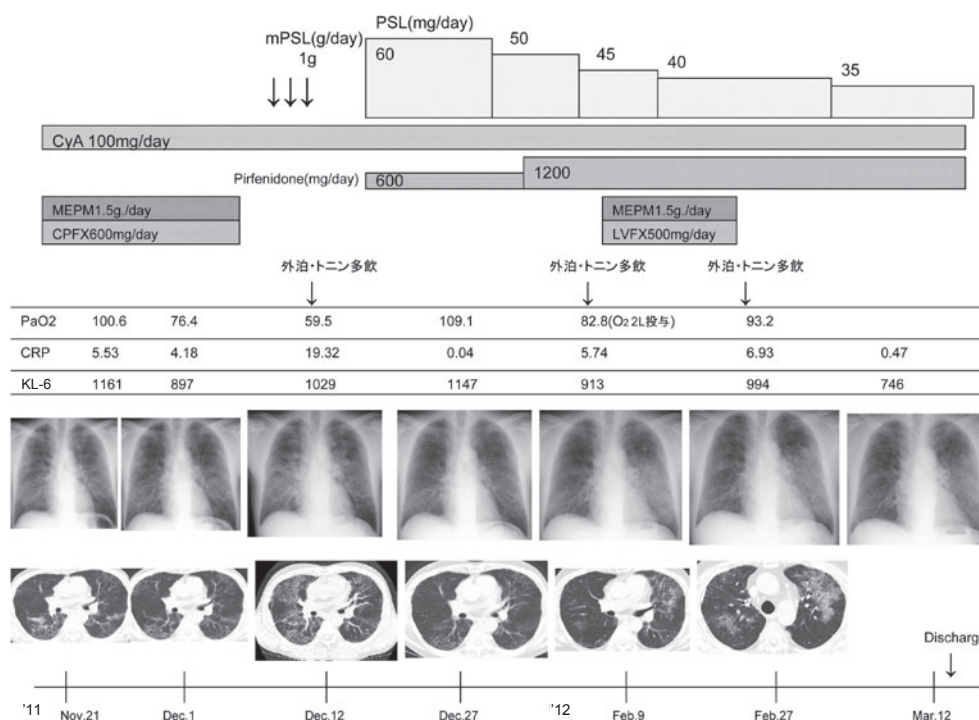 PSL(mg/day)
mPSL(g/day)
1g
60
50
45
40
35
CyA 100mg/day
Pirfenidone(mg/day)
600
1200
MEPM1.5g./day
CPFX600mg/day
MEPM1.5g/day
LVFX500mg/day
外泊・トニン多飲
外泊・トニン多飲
外泊・トニン多飲
PaO2 100.6 76.4 59.5 109.1 82.8(O2 2L投与) 93.2
CRP 5.53 4.18 19.32 0.04 5.74 6.93 0.47
KL-6 1161 897 1029 1147 913 994 746
Discharg
'11 Nov.21 Dec.1 Dec.12 Dec.27 '12 Feb.9 Feb.27 Mar.12